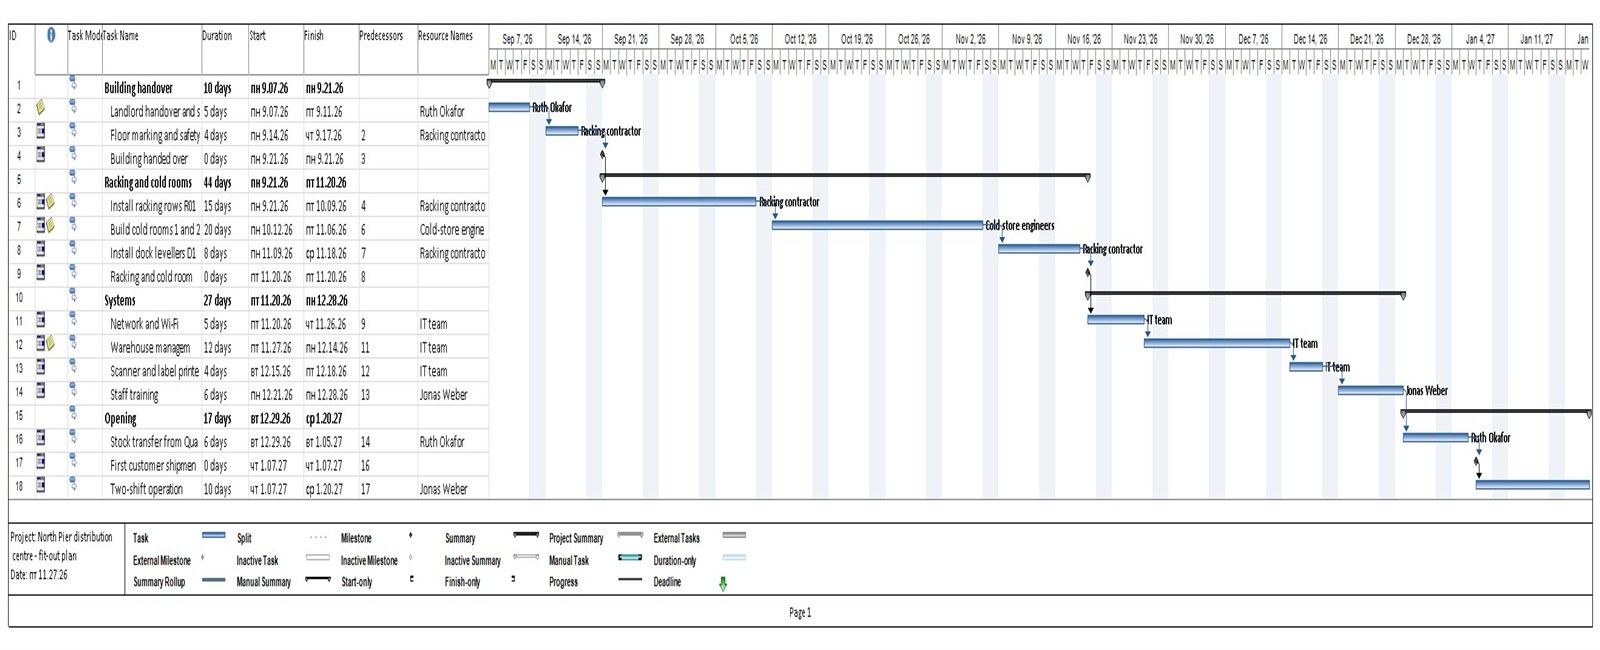 ID Task Mod Task Name Duration Start Finish Predecessors Resource Names
Sep 7, '26 Sep 14, '26 Sep 21, '26 Sep 28, '26 Oct 5, '26 Oct 12, '26 Oct 19, '26 Oct 26, '26 Nov 2, '26 Nov 9, '26 Nov 16, '26 Nov 23, '26 Nov 30, '26 Dec 7, '26 Dec 14, '26 Dec 21, '26 Dec 28, '26 Jan 4, '27 Jan 11, '27 Jan
M T W T F S S M T W T F S S M T W T F S S M T W T F S S M T W T F S S M T W T F S S M T W T F S S M T W T F S S M T W T F S S M T W T F S S M T W T F S S M T W T F S S M T W T F S S M T W T F S S M T W T F S S M T W T F S S M T W T F S S M T W T F S S M T W T F S S M T W
1 Building handover 10 days пн 9.07.26 пн 9.21.26
2 Landlord handover and s 5 days пн 9.07.26 пт 9.11.26 Ruth Okafor Ruth Okafor
3 Floor marking and safety 4 days пн 9.14.26 чт 9.17.26 2 Racking contracto Racking contractor
4 Building handed over 0 days пн 9.21.26 пн 9.21.26 3
5 Racking and cold rooms 44 days пн 9.21.26 пт 11.20.26
6 Install racking rows R01 15 days пн 9.21.26 пт 10.09.26 4 Racking contracto Racking contractor
7 Build cold rooms 1 and 2 20 days пн 10.12.26 пт 11.06.26 6 Cold-store engine Cold-store engineers
8 Install dock levellers D1 8 days пн 11.09.26 ср 11.18.26 7 Racking contracto Racking contractor
9 Racking and cold room 0 days пт 11.20.26 пт 11.20.26 8
10 Systems 27 days пт 11.20.26 пн 12.28.26
11 Network and Wi-Fi 5 days пт 11.20.26 чт 11.26.26 9 IT team IT team
12 Warehouse managem 12 days пт 11.27.26 пн 12.14.26 11 IT team IT team
13 Scanner and label printe 4 days вт 12.15.26 пт 12.18.26 12 IT team IT team
14 Staff training 6 days пн 12.21.26 пн 12.28.26 13 Jonas Weber Jonas Weber
15 Opening 17 days вт 12.29.26 ср 1.20.27
16 Stock transfer from Qua 6 days вт 12.29.26 вт 1.05.27 14 Ruth Okafor Ruth Okafor
17 First customer shipmen 0 days чт 1.07.27 чт 1.07.27 16
18 Two-shift operation 10 days чт 1.07.27 ср 1.20.27 17 Jonas Weber
Project: North Pier distribution
centre - fit-out plan
Date: пт 11.27.26
Task Split Milestone Summary Project Summary External Tasks
External Milestone Inactive Task Inactive Milestone Inactive Summary Manual Task Duration-only
Summary Rollup Manual Summary Start-only Finish-only Progress Deadline
Page 1